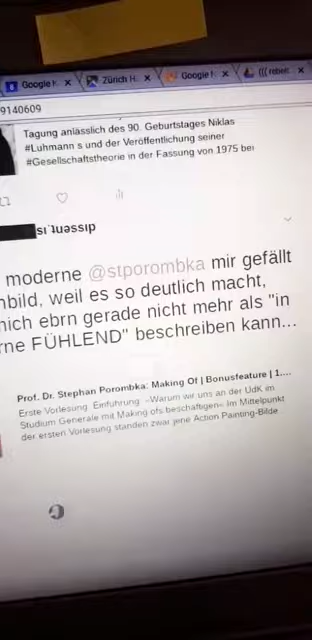 Google K
Zürich H.
Google K
((( rebell
9140609
Tagung anlässlich des 90. Geburtstages Niklas
#Luhmann s und der Veröffentlichung seiner
#Gesellschaftstheorie in der Fassung von 1975 bei
sı ʇuǝssıp
moderne @stporombka mir gefällt
nbild, weil es so deutlich macht,
nich ebrn gerade nicht mehr als "in
rne FÜHLEND" beschreiben kann...
Prof. Dr. Stephan Porombka: Making Of | Bonusfeature | 1....
Erste Vorlesung. Einführung: »Warum wir uns an der UdK im
Studium Generale mit Making ofs beschäftigen« Im Mittelpunkt
der ersten Vorlesung standen zwar jene Action Painting-Bilde